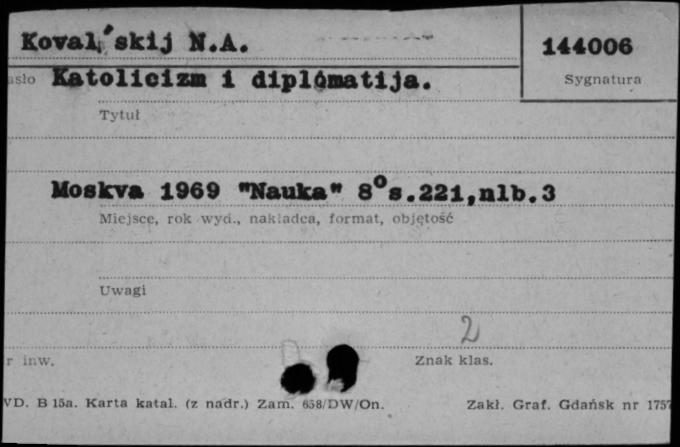 Koval'skij N.A.
144006
asło Katolicizm i diplomatija.
Sygnatura
Tytuł
Moskva 1969 "Nauka" 8° s.221,nlb.3
Miejsce, rok wyd., nakładca, format, objętość
Uwagi
2
r inw.
Znak klas.
VD. B 15a. Karta katal. (z nadr.) Zam. 658/DW/On.
Zakł. Graf. Gdańsk nr 1757